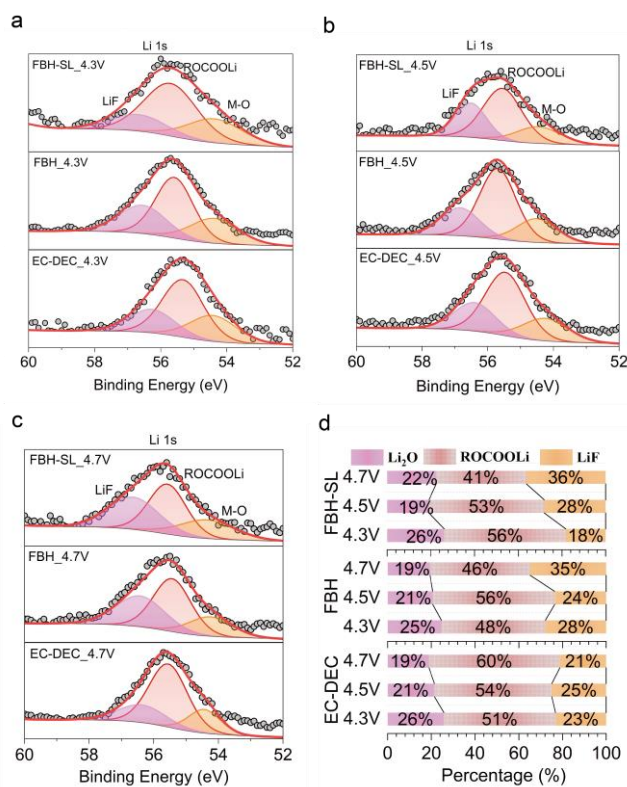 a
Li 1s
FBH-SL_4.3V
LiF
ROCOOLi
M-O
FBH_4.3V
EC-DEC_4.3V
60 58 56 54 52
Binding Energy (eV)
b
Li 1s
FBH-SL_4.5V
LiF
ROCOOLi
M-O
FBH_4.5V
EC-DEC_4.5V
60 58 56 54 52
Binding Energy (eV)
c
Li 1s
FBH-SL_4.7V
LiF
ROCOOLi
M-O
FBH_4.7V
EC-DEC_4.7V
60 58 56 54 52
Binding Energy (eV)
d
Li₂O ROCOOLi LiF
FBH-SL
4.7V 22% 41% 36%
4.5V 19% 53% 28%
4.3V 26% 56% 18%
FBH
4.7V 19% 46% 35%
4.5V 21% 56% 24%
4.3V 25% 48% 28%
EC-DEC
4.7V 19% 60% 21%
4.5V 21% 54% 25%
4.3V 26% 51% 23%
0 20 40 60 80 100
Percentage (%)